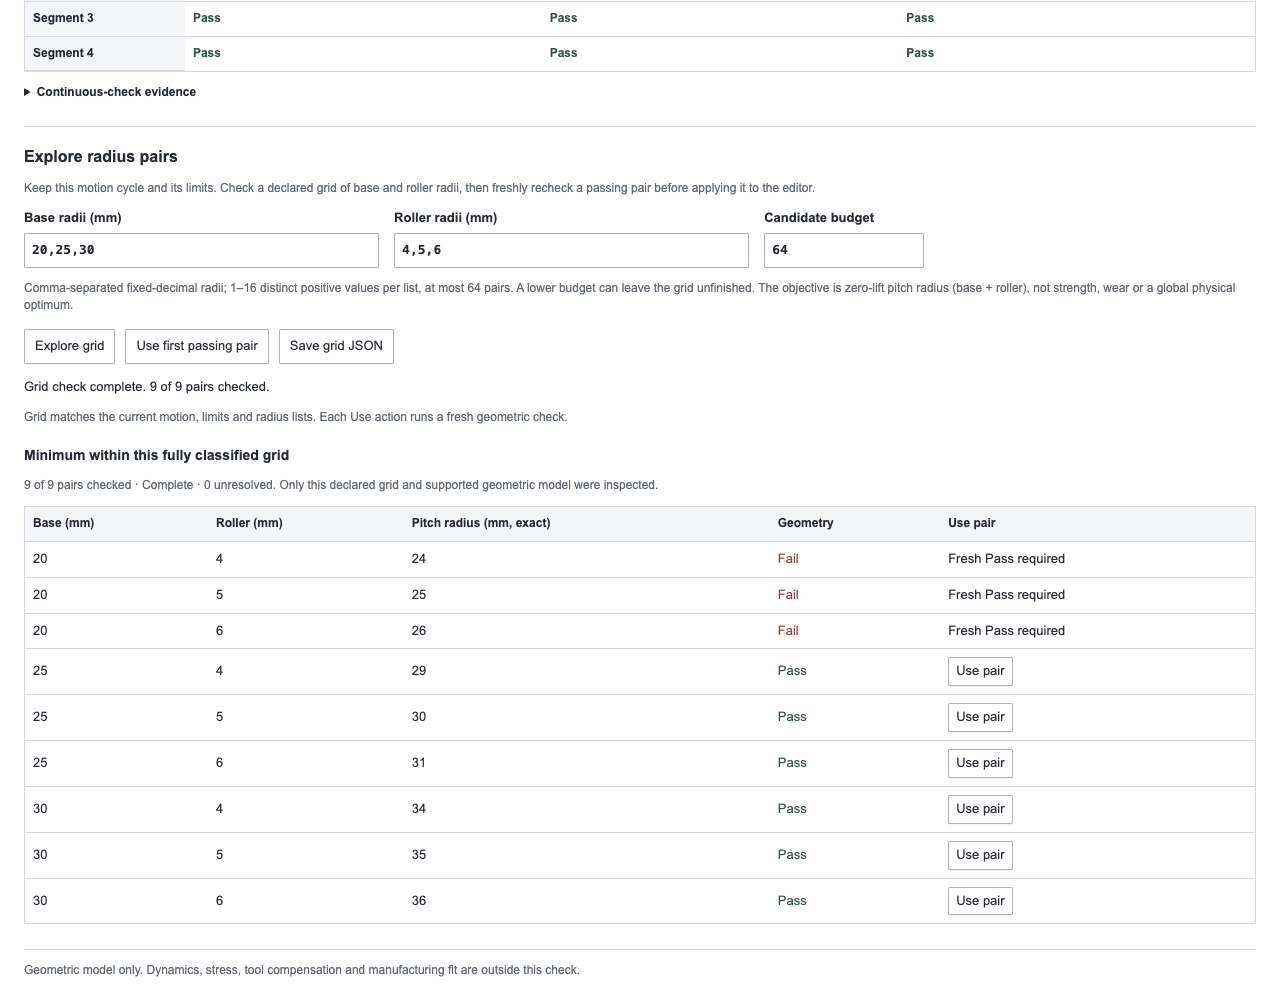 Segment 3 Pass Pass Pass
Segment 4 Pass Pass Pass
Continuous-check evidence
Explore radius pairs
Keep this motion cycle and its limits. Check a declared grid of base and roller radii, then freshly recheck a passing pair before applying it to the editor.
Base radii (mm) Roller radii (mm) Candidate budget
20,25,30 4,5,6 64
Comma-separated fixed-decimal radii; 1–16 distinct positive values per list, at most 64 pairs. A lower budget can leave the grid unfinished. The objective is zero-lift pitch radius (base + roller), not strength, wear or a global physical
optimum.
Explore grid Use first passing pair Save grid JSON
Grid check complete. 9 of 9 pairs checked.
Grid matches the current motion, limits and radius lists. Each Use action runs a fresh geometric check.
Minimum within this fully classified grid
9 of 9 pairs checked · Complete · 0 unresolved. Only this declared grid and supported geometric model were inspected.
Base (mm) Roller (mm) Pitch radius (mm, exact) Geometry Use pair
20 4 24 Fail Fresh Pass required
20 5 25 Fail Fresh Pass required
20 6 26 Fail Fresh Pass required
25 4 29 Pass Use pair
25 5 30 Pass Use pair
25 6 31 Pass Use pair
30 4 34 Pass Use pair
30 5 35 Pass Use pair
30 6 36 Pass Use pair
Geometric model only. Dynamics, stress, tool compensation and manufacturing fit are outside this check.